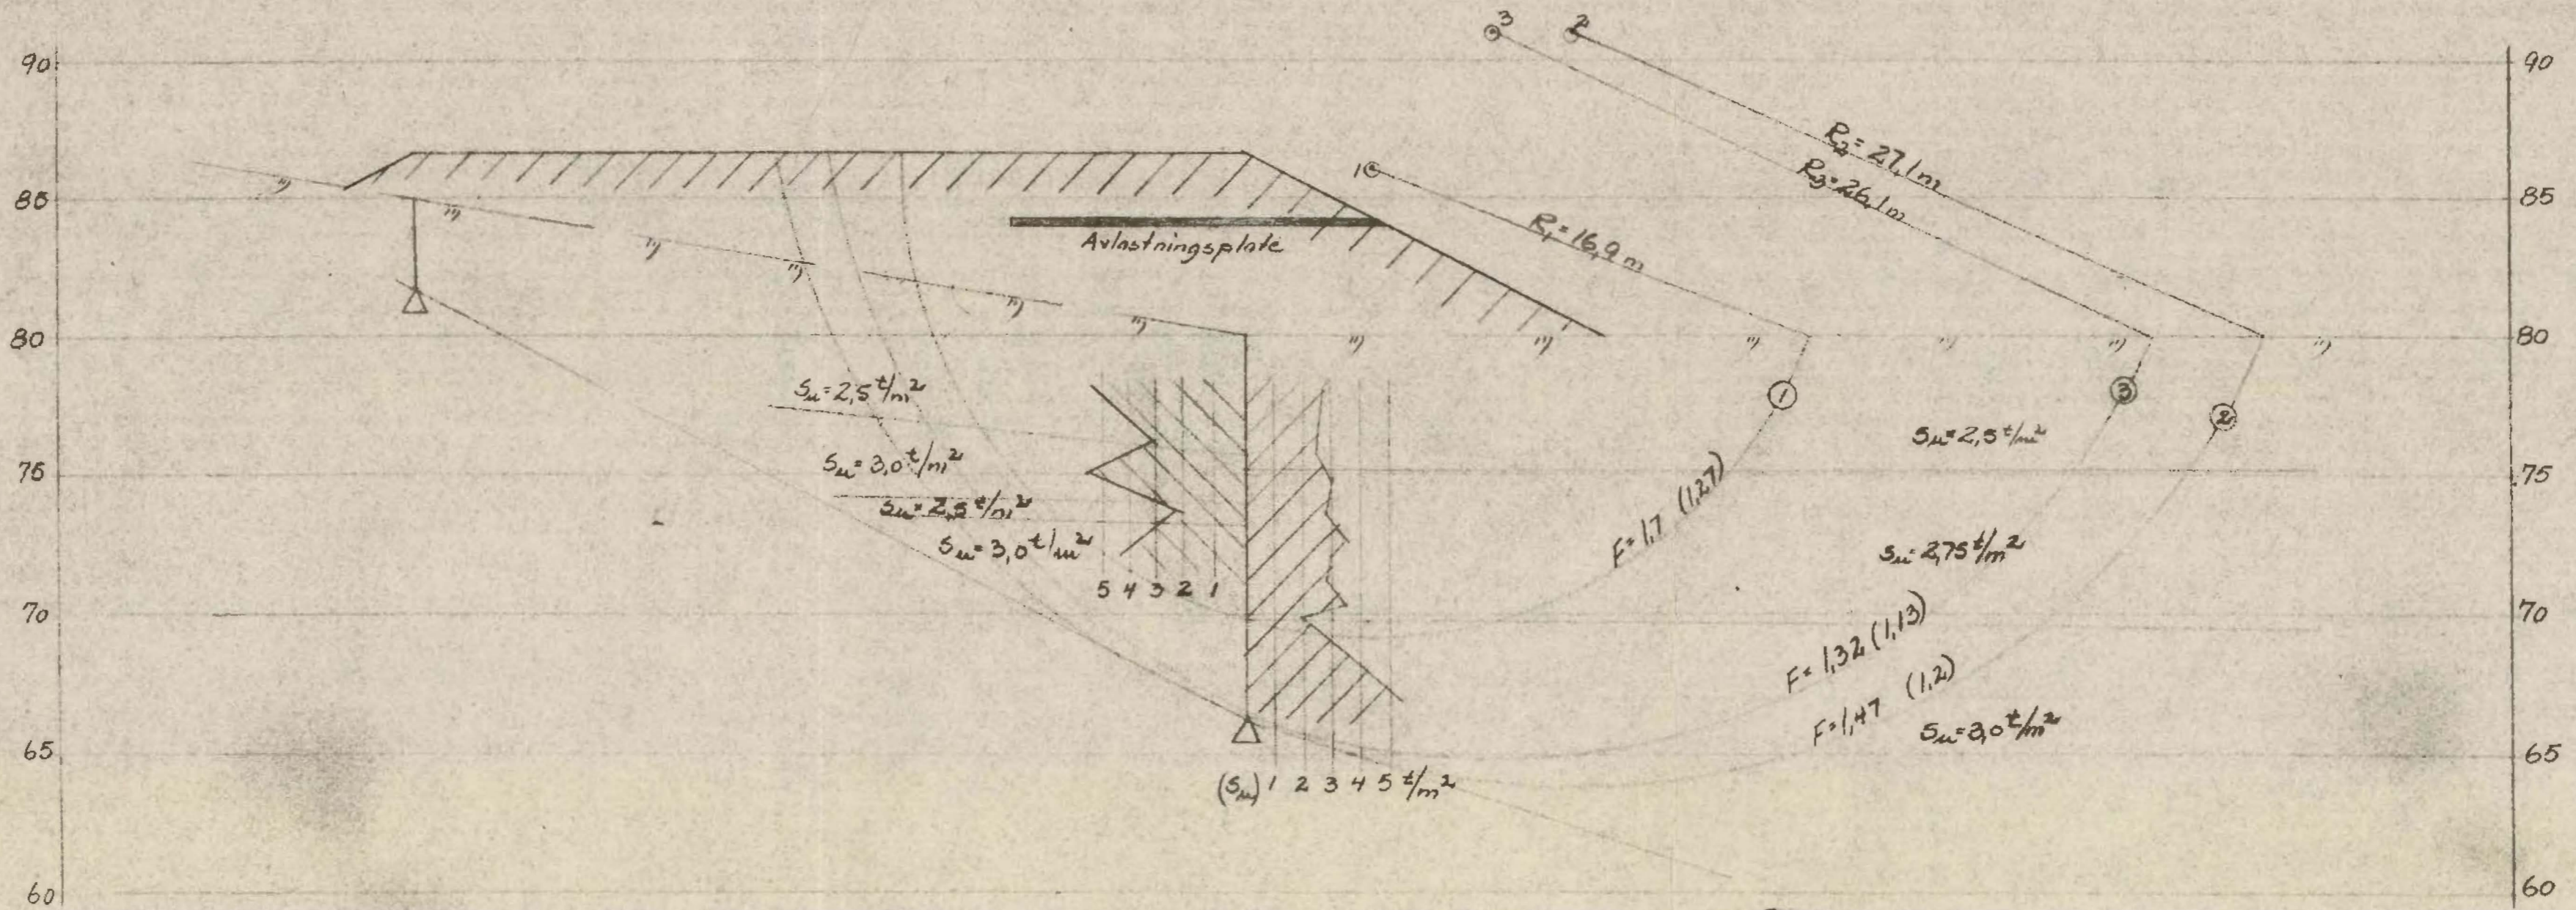 3 2
90 90
R₂=27,1m
R₃=26,1m
1
85 85
R₁=16,9m
Avlastningsplate
80 80
Su=2,5 t/m²
1
3
2
Su=2,5 t/m²
Su=3,0 t/m²
75 75
F=1,7 (1,27)
Su=2,5 t/m²
Su=3,0 t/m²
Su=2,75 t/m²
5 4 3 2 1
70 70
F=1,32 (1,13)
F=1,47 (1,2)
Su=3,0 t/m²
65 65
(Su) 1 2 3 4 5 t/m²
60 60